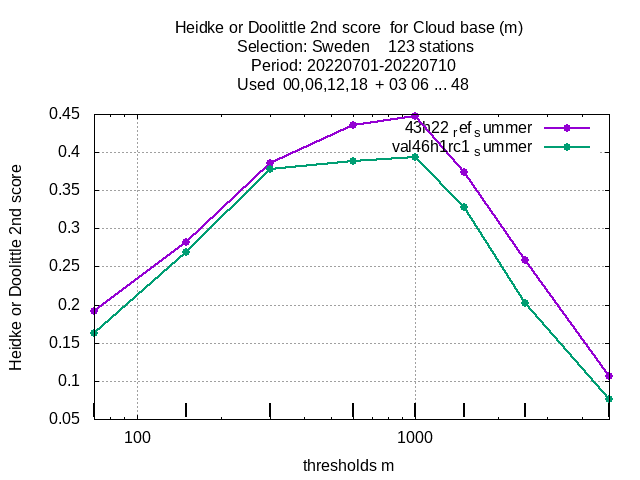 Heidke or Doolittle 2nd score  for Cloud base (m)
Selection: Sweden    123 stations
Period: 20220701-20220710
Used  00,06,12,18  + 03 06 ... 48
0.45
0.4
0.35
0.3
0.25
0.2
0.15
0.1
0.05
Heidke or Doolittle 2nd score
43h22_ref_summer
val46h1rc1_summer
100
1000
thresholds m